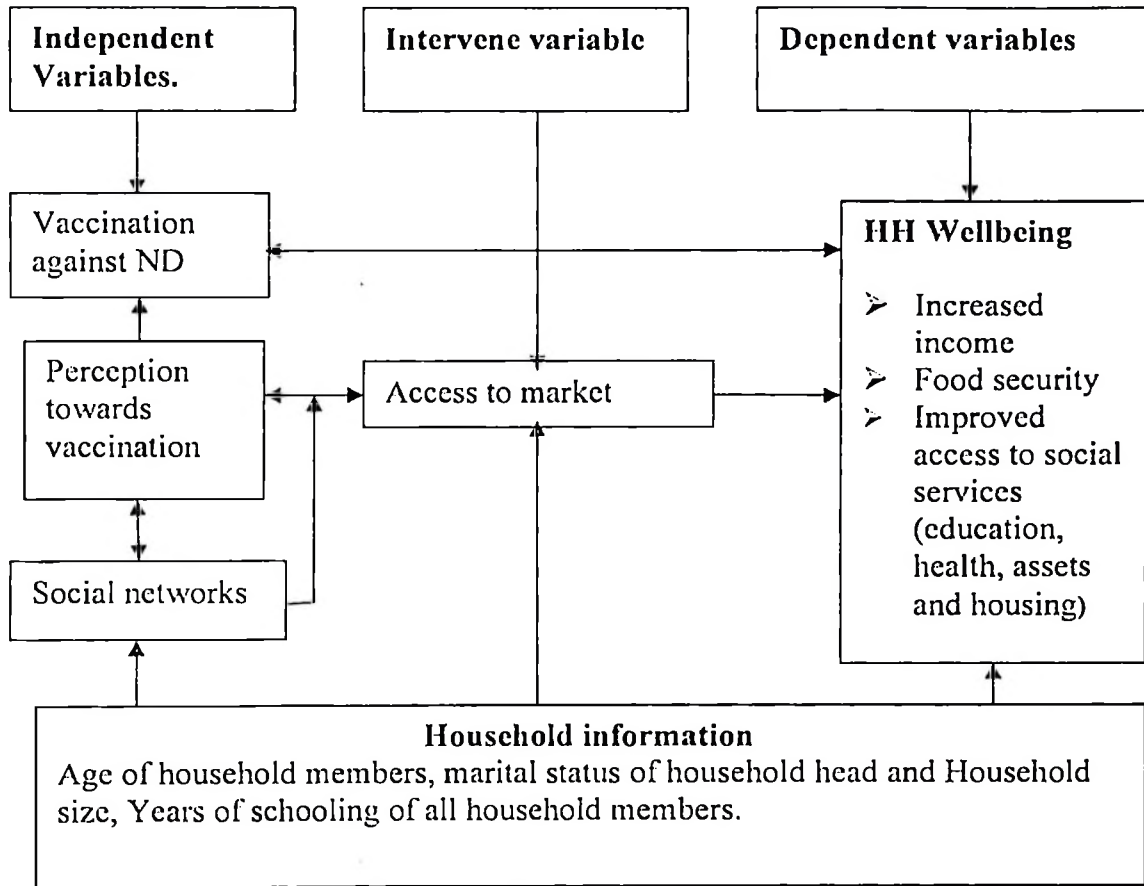 Independent
Variables.
Intervene variable
Dependent variables
Vaccination
against ND
Perception
towards
vaccination
Social networks
Access to market
HH Wellbeing
➢ Increased
income
➢ Food security
➢ Improved
access to social
services
(education,
health, assets
and housing)
Household information
Age of household members, marital status of household head and Household
size, Years of schooling of all household members.